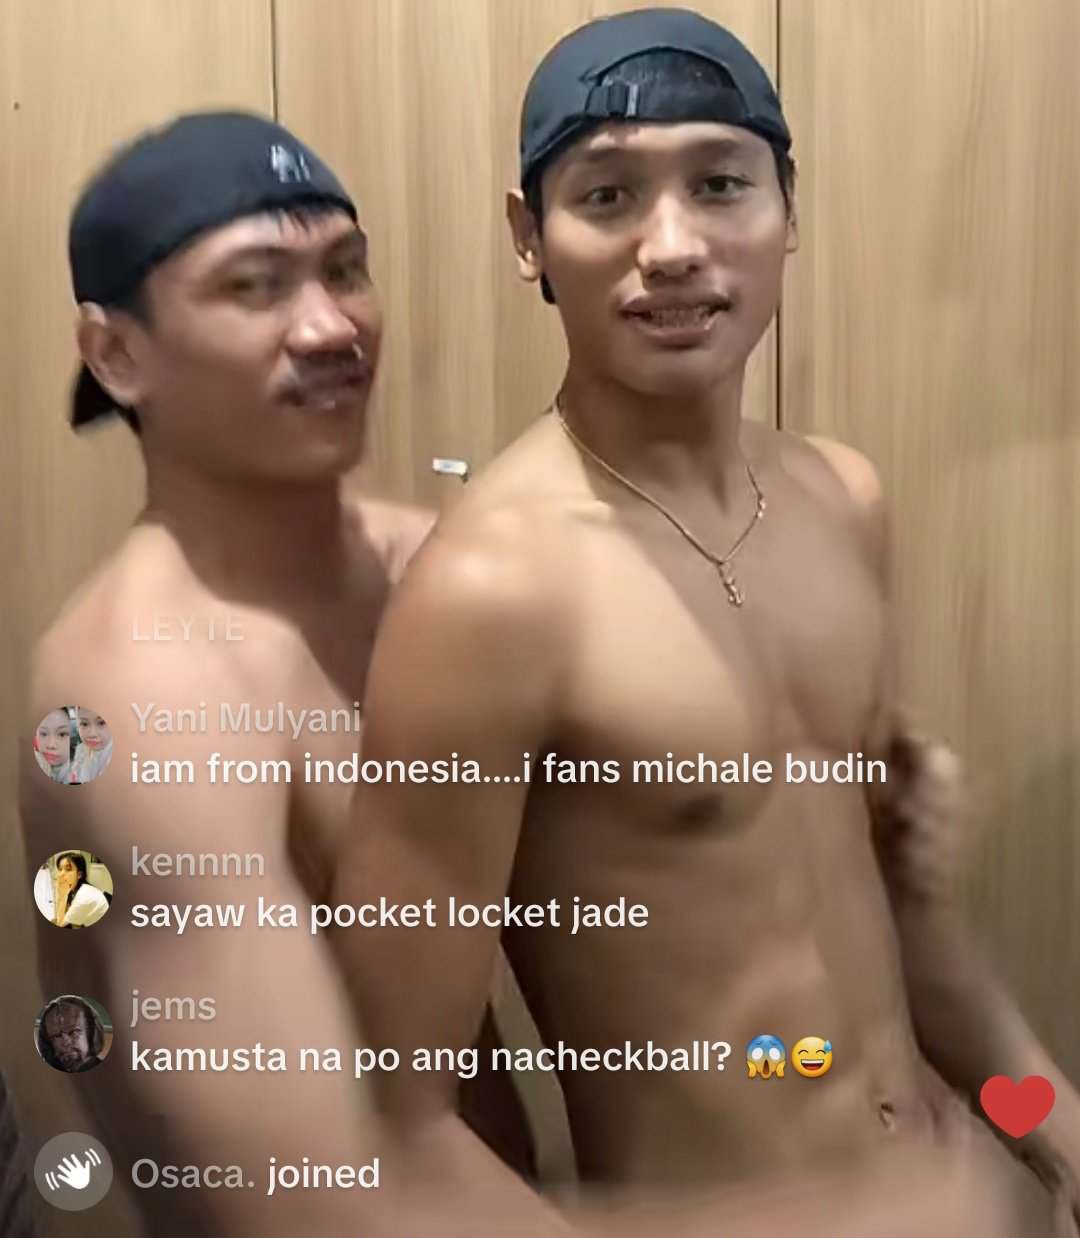 LEYTE
Yani Mulyani
iam from indonesia....i fans michale budin
kennnn
sayaw ka pocket locket jade
jems
kamusta na po ang nacheckball? 😱😅
Osaca. joined